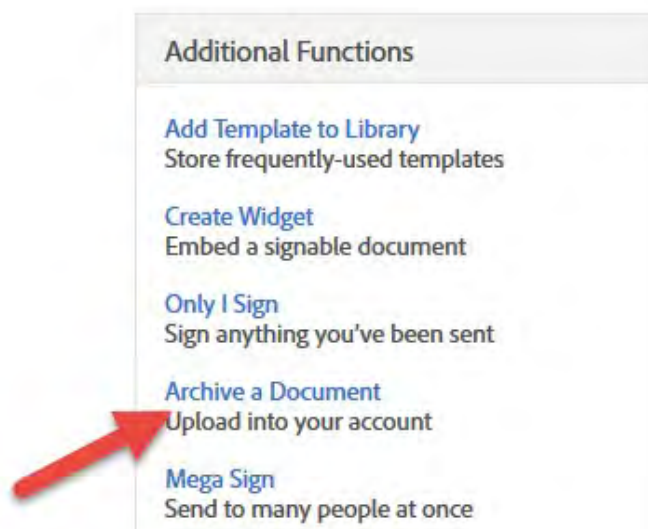 Additional Functions
Add Template to Library
Store frequently-used templates
Create Widget
Embed a signable document
Only I Sign
Sign anything you've been sent
Archive a Document
Upload into your account
Mega Sign
Send to many people at once